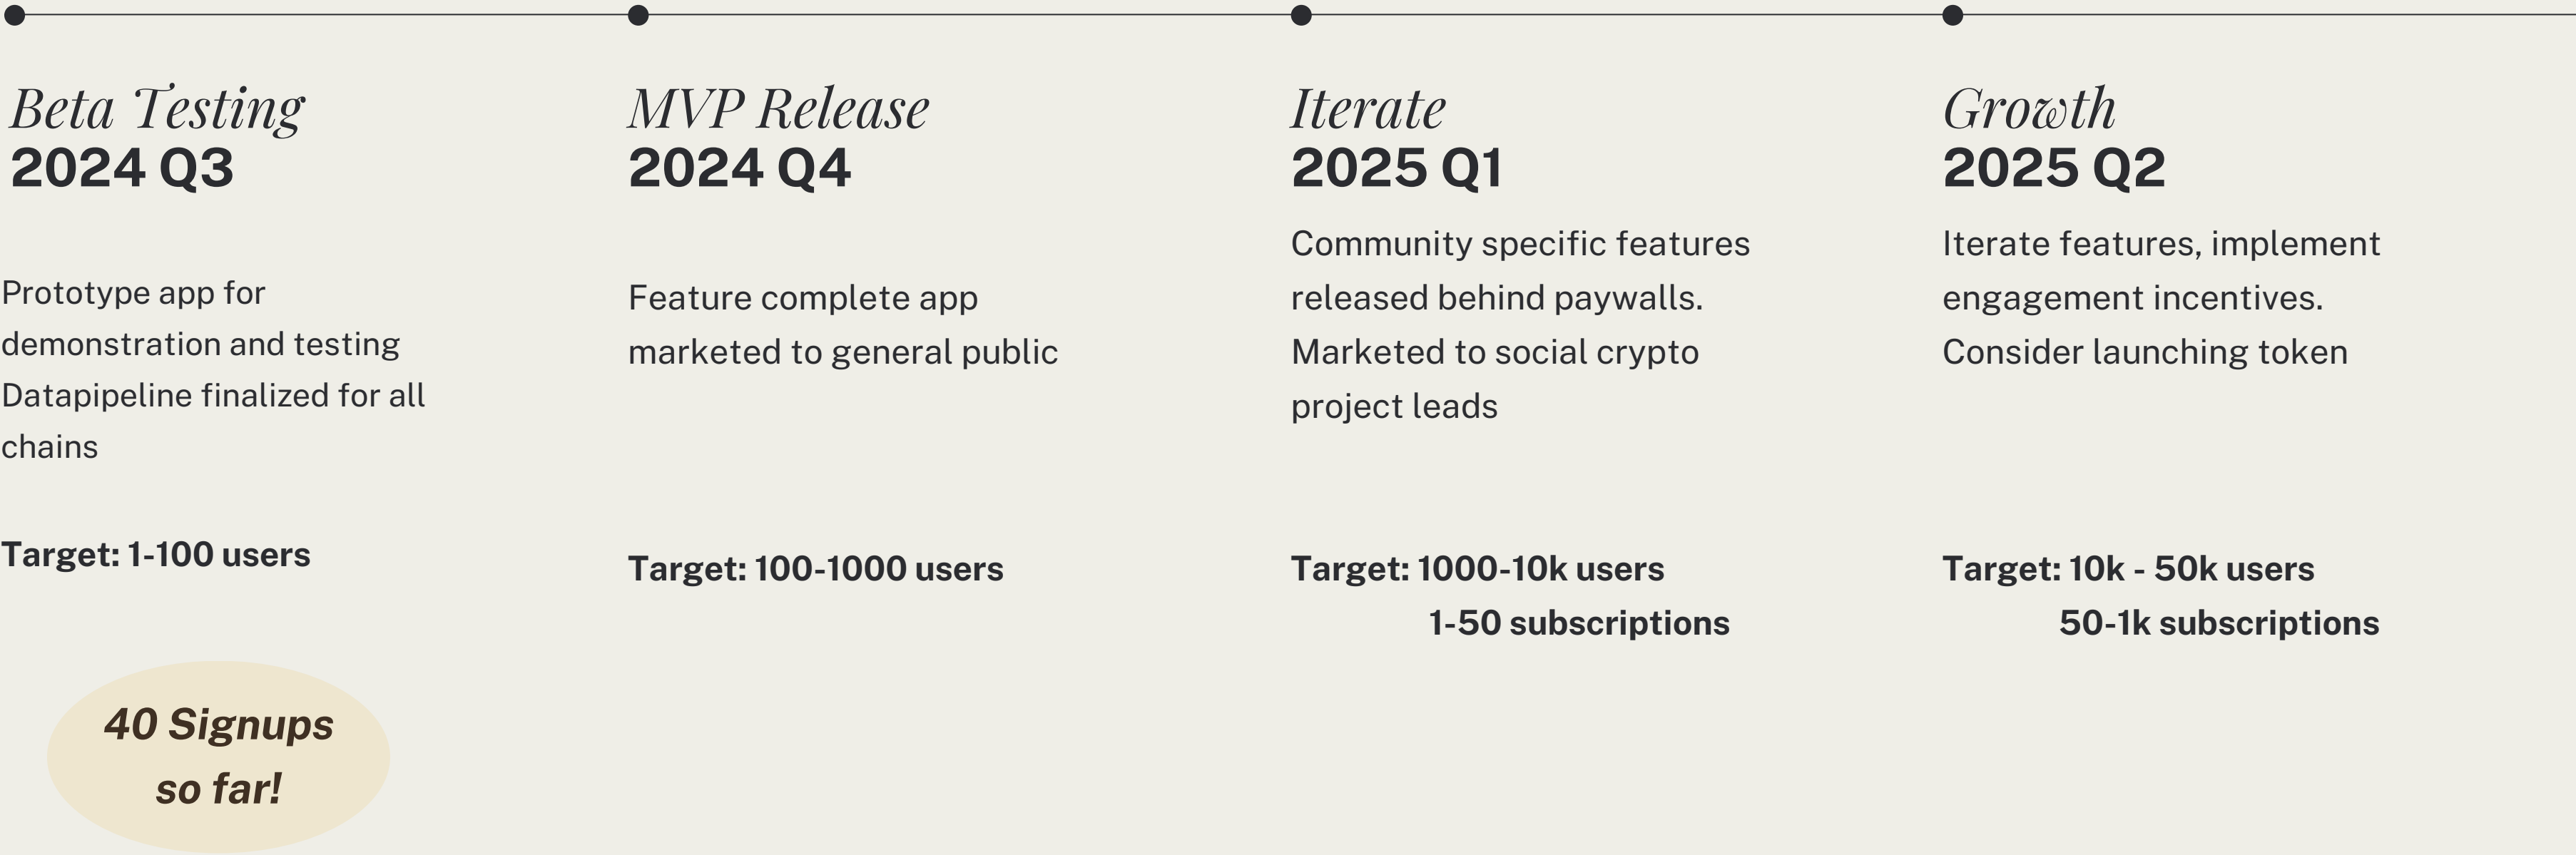 Beta Testing
2024 Q3
Prototype app for
demonstration and testing
Datapipeline finalized for all
chains
Target: 1-100 users
40 Signups
so far!
MVP Release
2024 Q4
Feature complete app
marketed to general public
Target: 100-1000 users
Iterate
2025 Q1
Community specific features
released behind paywalls.
Marketed to social crypto
project leads
Target: 1000-10k users
1-50 subscriptions
Growth
2025 Q2
Iterate features, implement
engagement incentives.
Consider launching token
Target: 10k - 50k users
50-1k subscriptions